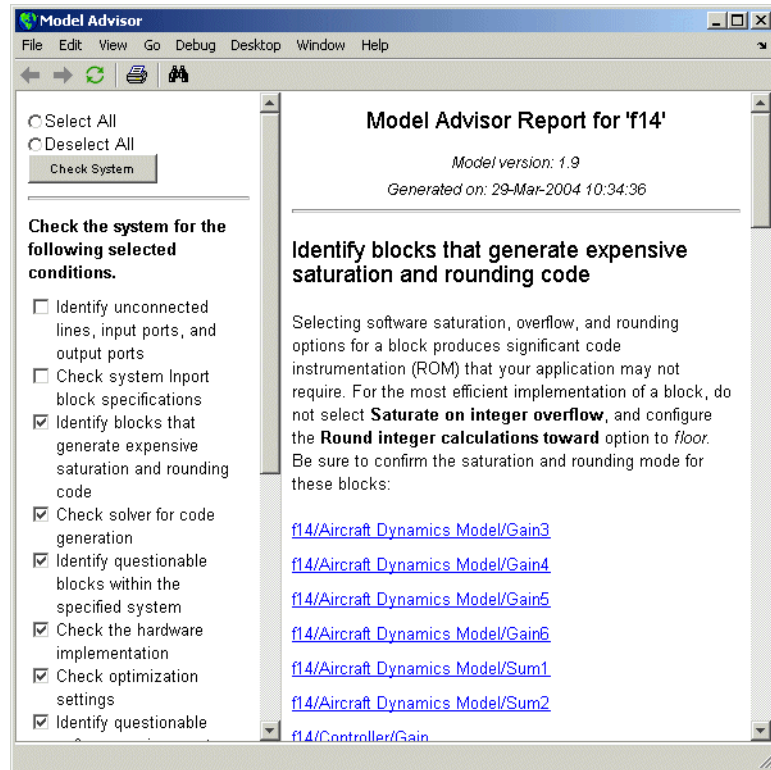 Model Advisor
File Edit View Go Debug Desktop Window Help
Select All
Deselect All
Check System
Check the system for the
following selected
conditions.
Identify unconnected
lines, input ports, and
output ports
Check system Inport
block specifications
Identify blocks that
generate expensive
saturation and rounding
code
Check solver for code
generation
Identify questionable
blocks within the
specified system
Check the hardware
implementation
Check optimization
settings
Identify questionable
Model Advisor Report for 'f14'
Model version: 1.9
Generated on: 29-Mar-2004 10:34:36
Identify blocks that generate expensive
saturation and rounding code
Selecting software saturation, overflow, and rounding
options for a block produces significant code
instrumentation (ROM) that your application may not
require. For the most efficient implementation of a block, do
not select Saturate on integer overflow, and configure
the Round integer calculations toward option to floor.
Be sure to confirm the saturation and rounding mode for
these blocks:
f14/Aircraft Dynamics Model/Gain3
f14/Aircraft Dynamics Model/Gain4
f14/Aircraft Dynamics Model/Gain5
f14/Aircraft Dynamics Model/Gain6
f14/Aircraft Dynamics Model/Sum1
f14/Aircraft Dynamics Model/Sum2
f14/Controller/Gain